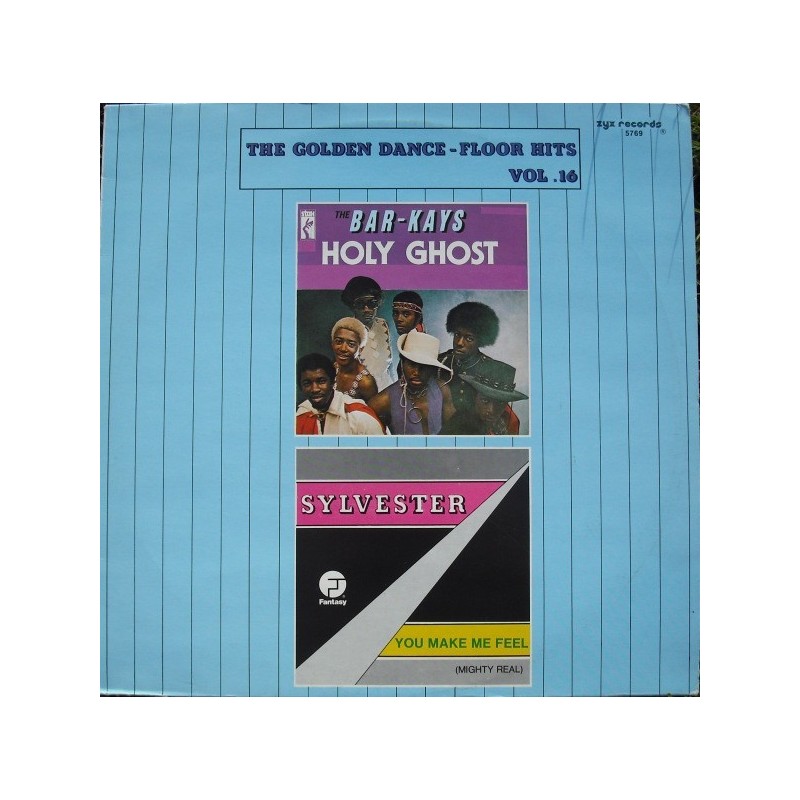 zyx records
5769 ®
THE GOLDEN DANCE-FLOOR HITS
VOL .16
stax
THE BAR-KAYS
HOLY GHOST
SYLVESTER
Fantasy
YOU MAKE ME FEEL
(MIGHTY REAL)